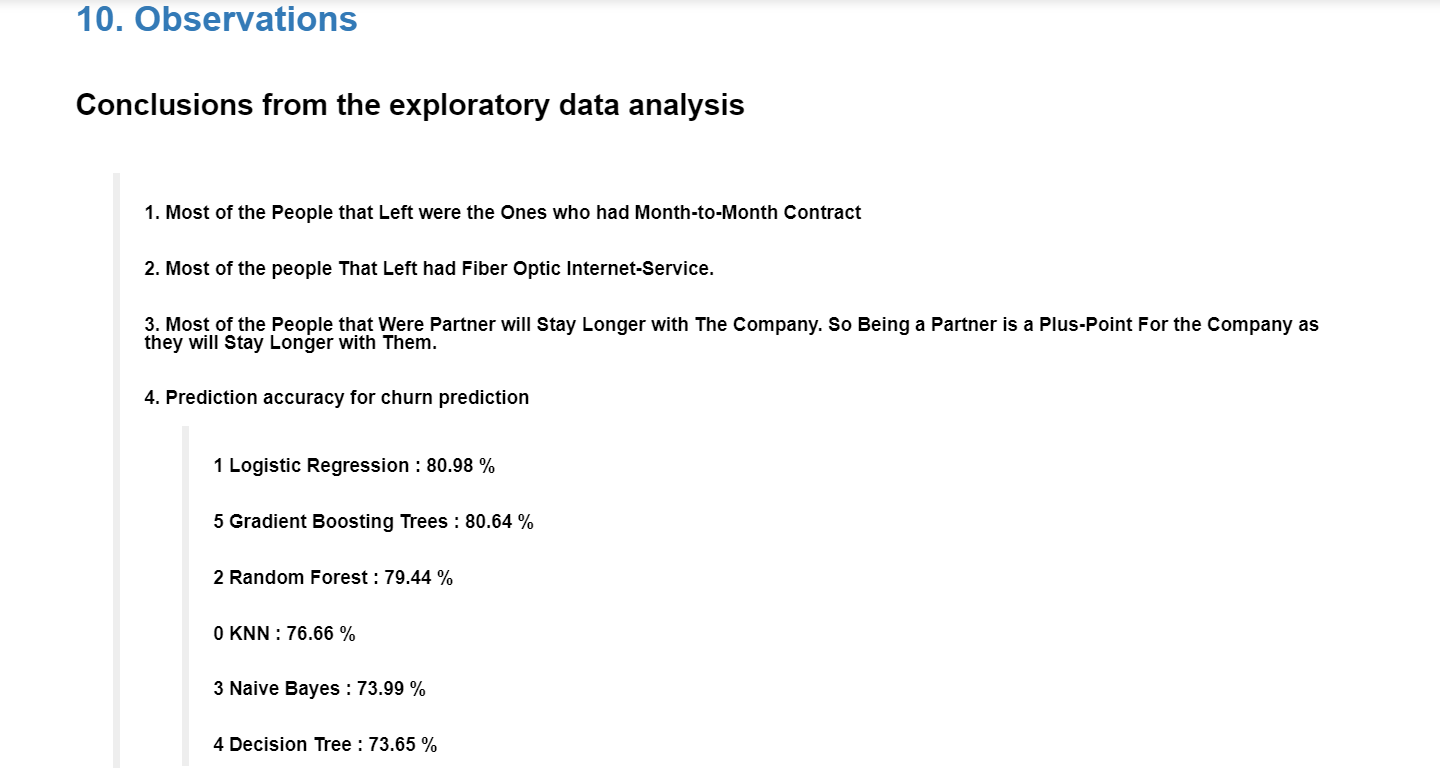 10. Observations
Conclusions from the exploratory data analysis
1. Most of the People that Left were the Ones who had Month-to-Month Contract
2. Most of the people That Left had Fiber Optic Internet-Service.
3. Most of the People that Were Partner will Stay Longer with The Company. So Being a Partner is a Plus-Point For the Company as
they will Stay Longer with Them.
4. Prediction accuracy for churn prediction
1 Logistic Regression : 80.98 %
5 Gradient Boosting Trees : 80.64 %
2 Random Forest : 79.44 %
0 KNN : 76.66 %
3 Naive Bayes : 73.99 %
4 Decision Tree : 73.65 %